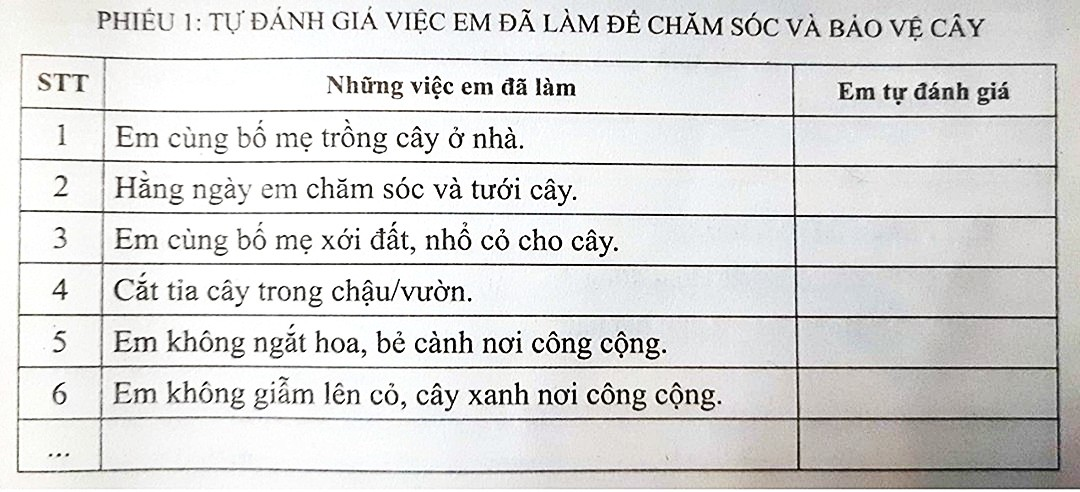 PHIẾU 1: TỰ ĐÁNH GIÁ VIỆC EM ĐÃ LÀM ĐỂ CHĂM SÓC VÀ BẢO VỆ CÂY
STT Những việc em đã làm Em tự đánh giá
1 Em cùng bố mẹ trồng cây ở nhà.
2 Hằng ngày em chăm sóc và tưới cây.
3 Em cùng bố mẹ xới đất, nhổ cỏ cho cây.
4 Cắt tỉa cây trong chậu/vườn.
5 Em không ngắt hoa, bẻ cành nơi công cộng.
6 Em không giẫm lên cỏ, cây xanh nơi công cộng.
...